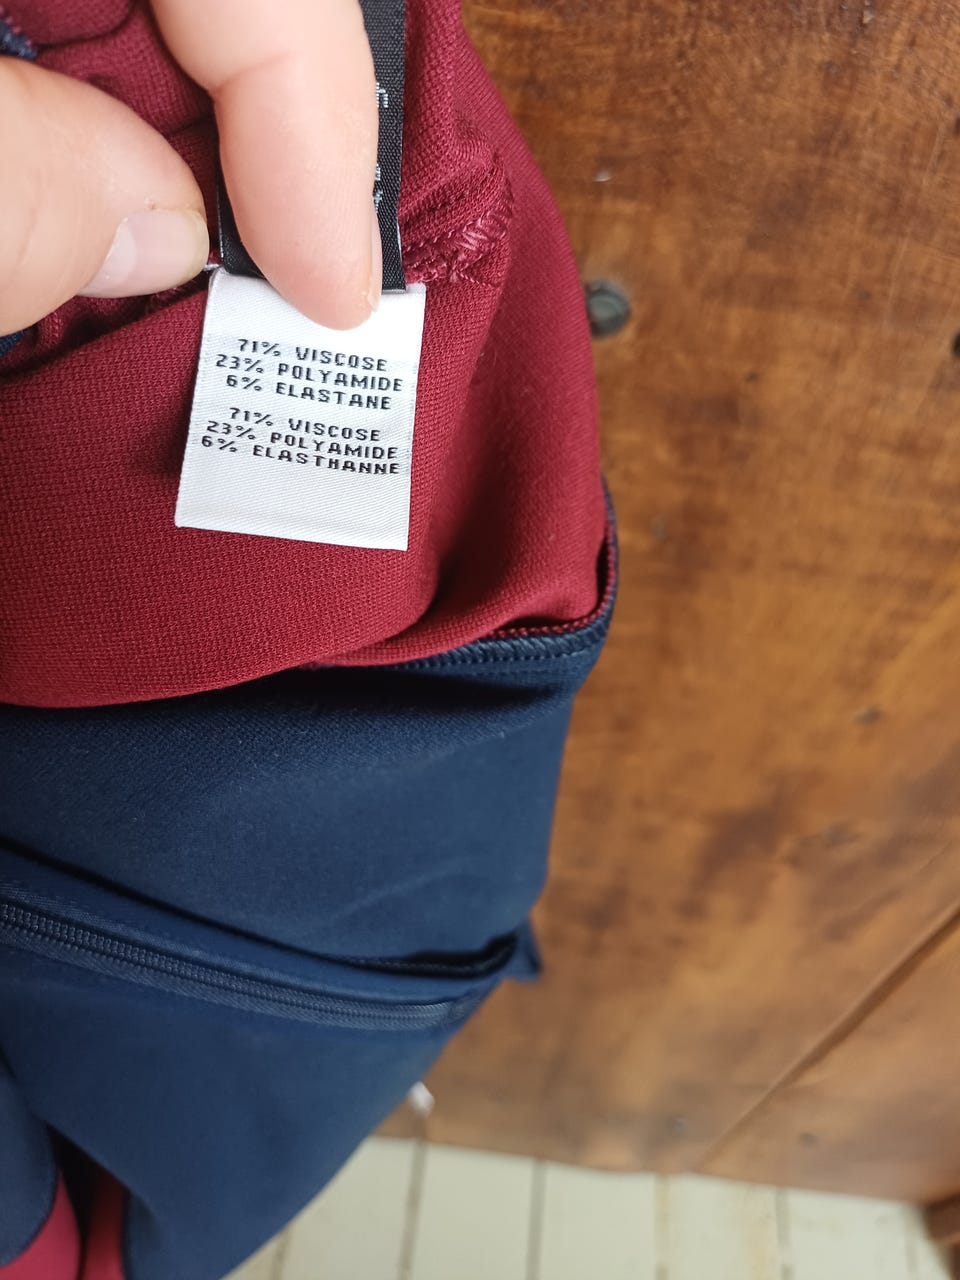 71% VISCOSE
23% POLYAMIDE
6% ELASTANE
71% VISCOSE
23% POLYAMIDE
6% ELASTHANNE